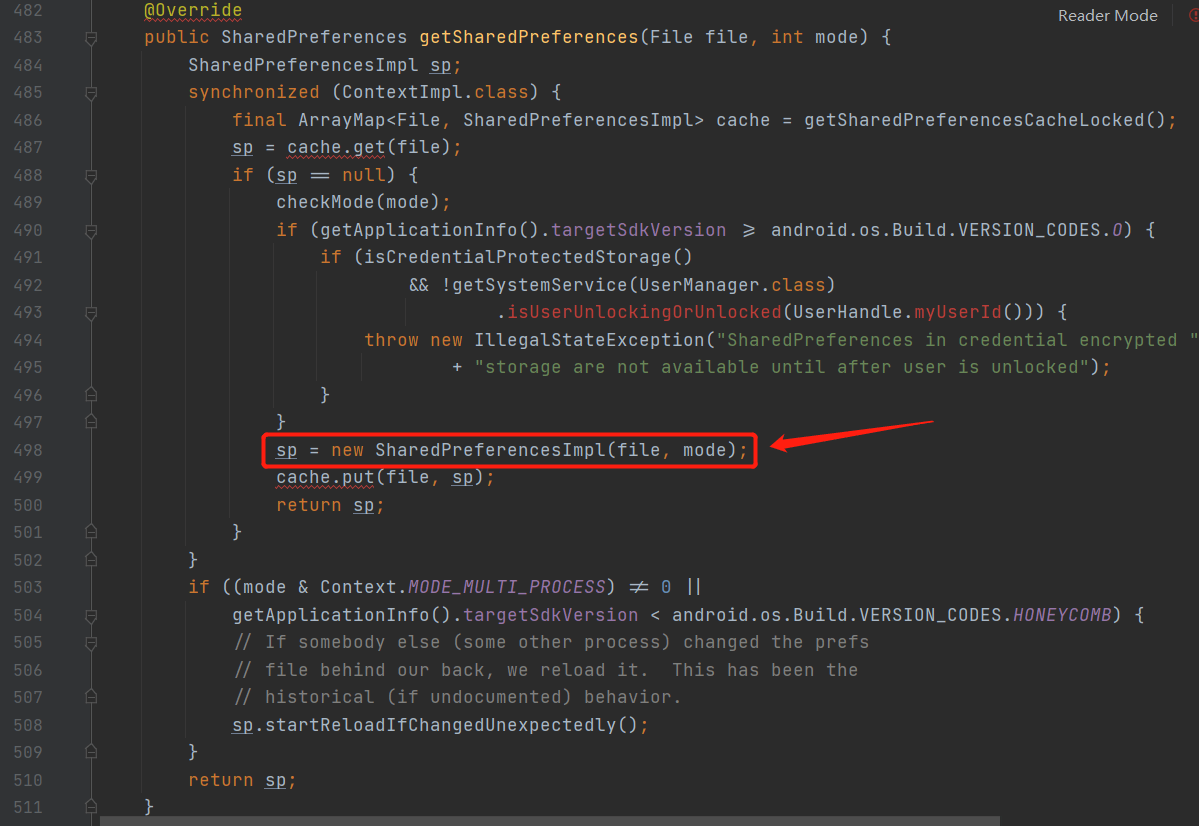 Reader Mode
482 @Override
483 public SharedPreferences getSharedPreferences(File file, int mode) {
484 SharedPreferencesImpl sp;
485 synchronized (ContextImpl.class) {
486 final ArrayMap<File, SharedPreferencesImpl> cache = getSharedPreferencesCacheLocked();
487 sp = cache.get(file);
488 if (sp == null) {
489 checkMode(mode);
490 if (getApplicationInfo().targetSdkVersion >= android.os.Build.VERSION_CODES.O) {
491 if (isCredentialProtectedStorage()
492 && !getSystemService(UserManager.class)
493 .isUserUnlockingOrUnlocked(UserHandle.myUserId())) {
494 throw new IllegalStateException("SharedPreferences in credential encrypted "
495 + "storage are not available until after user is unlocked");
496 }
497 }
498 sp = new SharedPreferencesImpl(file, mode);
499 cache.put(file, sp);
500 return sp;
501 }
502 }
503 if ((mode & Context.MODE_MULTI_PROCESS) != 0 ||
504 getApplicationInfo().targetSdkVersion < android.os.Build.VERSION_CODES.HONEYCOMB) {
505 // If somebody else (some other process) changed the prefs
506 // file behind our back, we reload it.  This has been the
507 // historical (if undocumented) behavior.
508 sp.startReloadIfChangedUnexpectedly();
509 }
510 return sp;
511 }